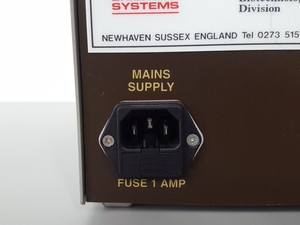 SYSTEMS
Division
NEWHAVEN SUSSEX ENGLAND Tel 0273 515
MAINS
SUPPLY
FUSE 1 AMP